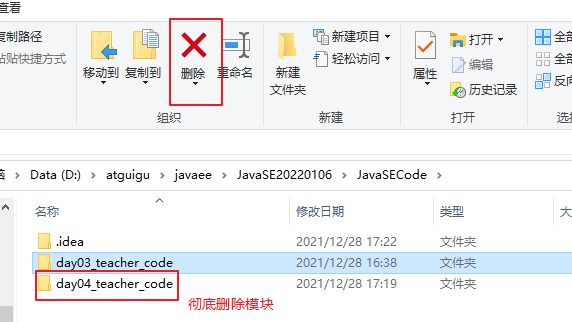 查看
复制路径
粘贴快捷方式
移动到 复制到 删除 重命名
组织
新建
文件夹
新建项目
轻松访问
新建
属性
打开
编辑
历史记录
打开
全部
全部
反向
选择
Data (D:) › atguigu › javaee › JavaSE20220106 › JavaSECode ›
名称 修改日期 类型
.idea 2021/12/28 17:22 文件夹
day03_teacher_code 2021/12/28 16:38 文件夹
day04_teacher_code 2021/12/28 17:19 文件夹
彻底删除模块